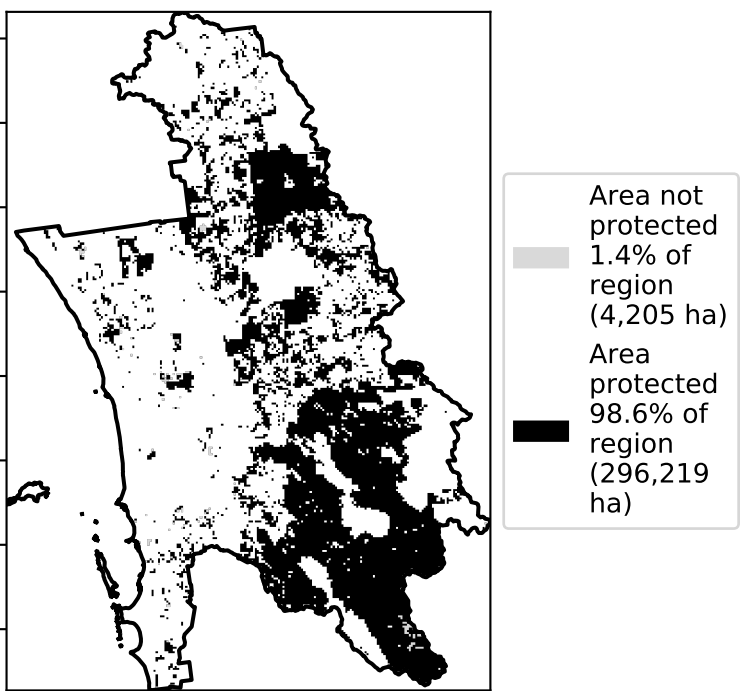 Area not
protected
1.4% of
region
(4,205 ha)
Area
protected
98.6% of
region
(296,219
ha)